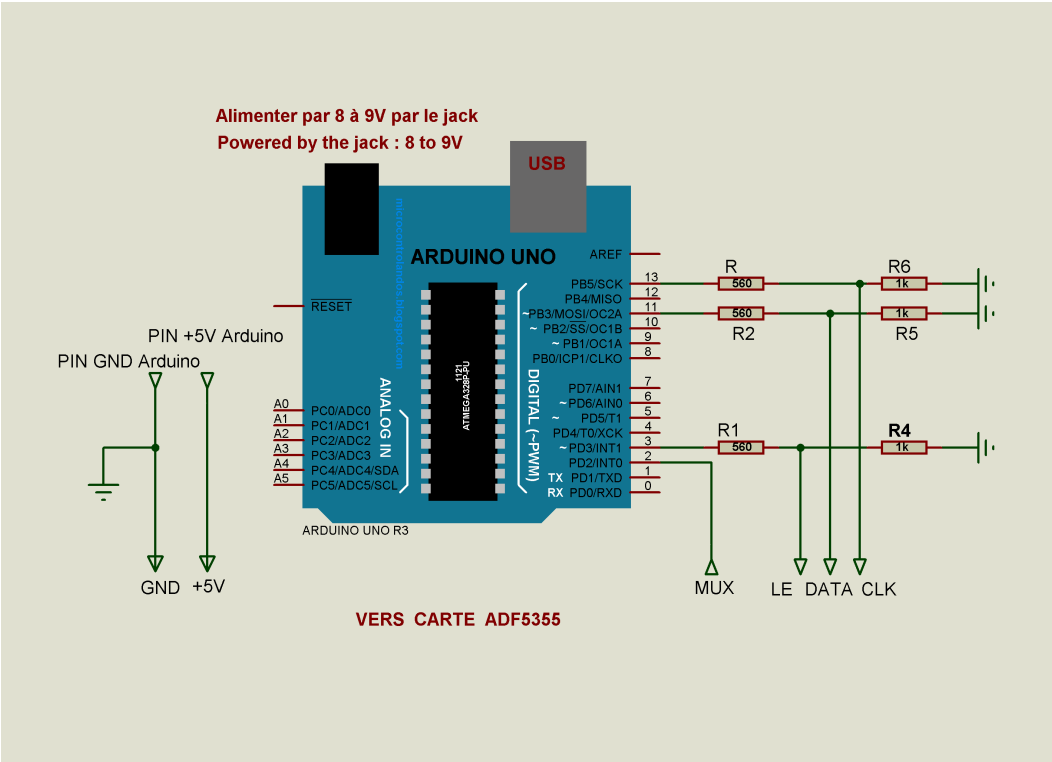 Alimenter par 8 à 9V par le jack
Powered by the jack : 8 to 9V
USB
microcontrolandos.blogspot.com
ARDUINO UNO
AREF
RESET
PB5/SCK 13
PB4/MISO 12
~PB3/MOSI/OC2A 11
~ PB2/SS/OC1B 10
~ PB1/OC1A 9
PB0/ICP1/CLKO 8
PD7/AIN1 7
~PD6/AIN0 6
~ PD5/T1 5
PD4/T0/XCK 4
~PD3/INT1 3
PD2/INT0 2
TX PD1/TXD 1
RX PD0/RXD 0
DIGITAL (~PWM)
1121
ATMEGA328P-PU
ANALOG IN
A0 PC0/ADC0
A1 PC1/ADC1
A2 PC2/ADC2
A3 PC3/ADC3
A4 PC4/ADC4/SDA
A5 PC5/ADC5/SCL
ARDUINO UNO R3
PIN +5V Arduino
PIN GND Arduino
GND +5V
R
560
R6
1k
560
R2
1k
R5
R1
560
R4
1k
MUX
LE DATA CLK
VERS CARTE ADF5355